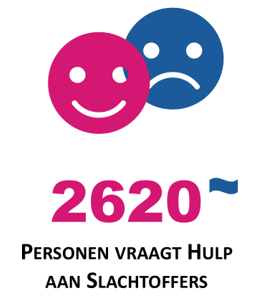 2620~
Personen vraagt Hulp
aan Slachtoffers